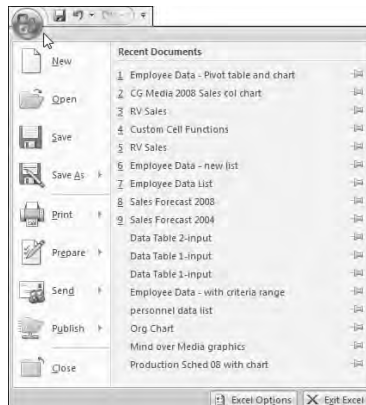 Recent Documents
New
Open
Save
Save As
Print
Prepare
Send
Publish
Close
1 Employee Data - Pivot table and chart
2 CG Media 2008 Sales col chart
3 RV Sales
4 Custom Cell Functions
5 RV Sales
6 Employee Data - new list
7 Employee Data List
8 Sales Forecast 2008
9 Sales Forecast 2004
Data Table 2-input
Data Table 1-input
Data Table 1-input
Employee Data - with criteria range
personnel data list
Org Chart
Mind over Media graphics
Production Sched 08 with chart
Excel Options
Exit Excel